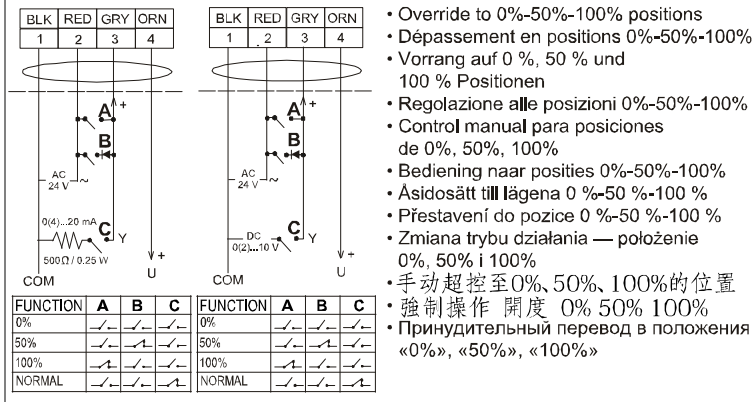 BLK RED GRY ORN
1 2 3 4
A +
B
AC
24 V ~
0(4)...20 mA
C Y
500Ω / 0.25 W
+
U
COM
FUNCTION A B C
0%
50%
100%
NORMAL
BLK RED GRY ORN
1 2 3 4
A +
B
AC
24 V ~
DC
0(2)...10 V
C Y
+
U
COM
FUNCTION A B C
0%
50%
100%
NORMAL
• Override to 0%-50%-100% positions
• Dépassement en positions 0%-50%-100%
• Vorrang auf 0 %, 50 % und
100 % Positionen
• Regolazione alle posizioni 0%-50%-100%
• Control manual para posiciones
de 0%, 50%, 100%
• Bediening naar posities 0%-50%-100%
• Åsidosätt till lägena 0 %-50 %-100 %
• Přestavení do pozice 0 %-50 %-100 %
• Zmiana trybu działania — położenie
0%, 50% i 100%
• 手动超控至0%、50%、100%的位置
• 強制操作 開度 0% 50% 100%
• Принудительный перевод в положения
«0%», «50%», «100%»